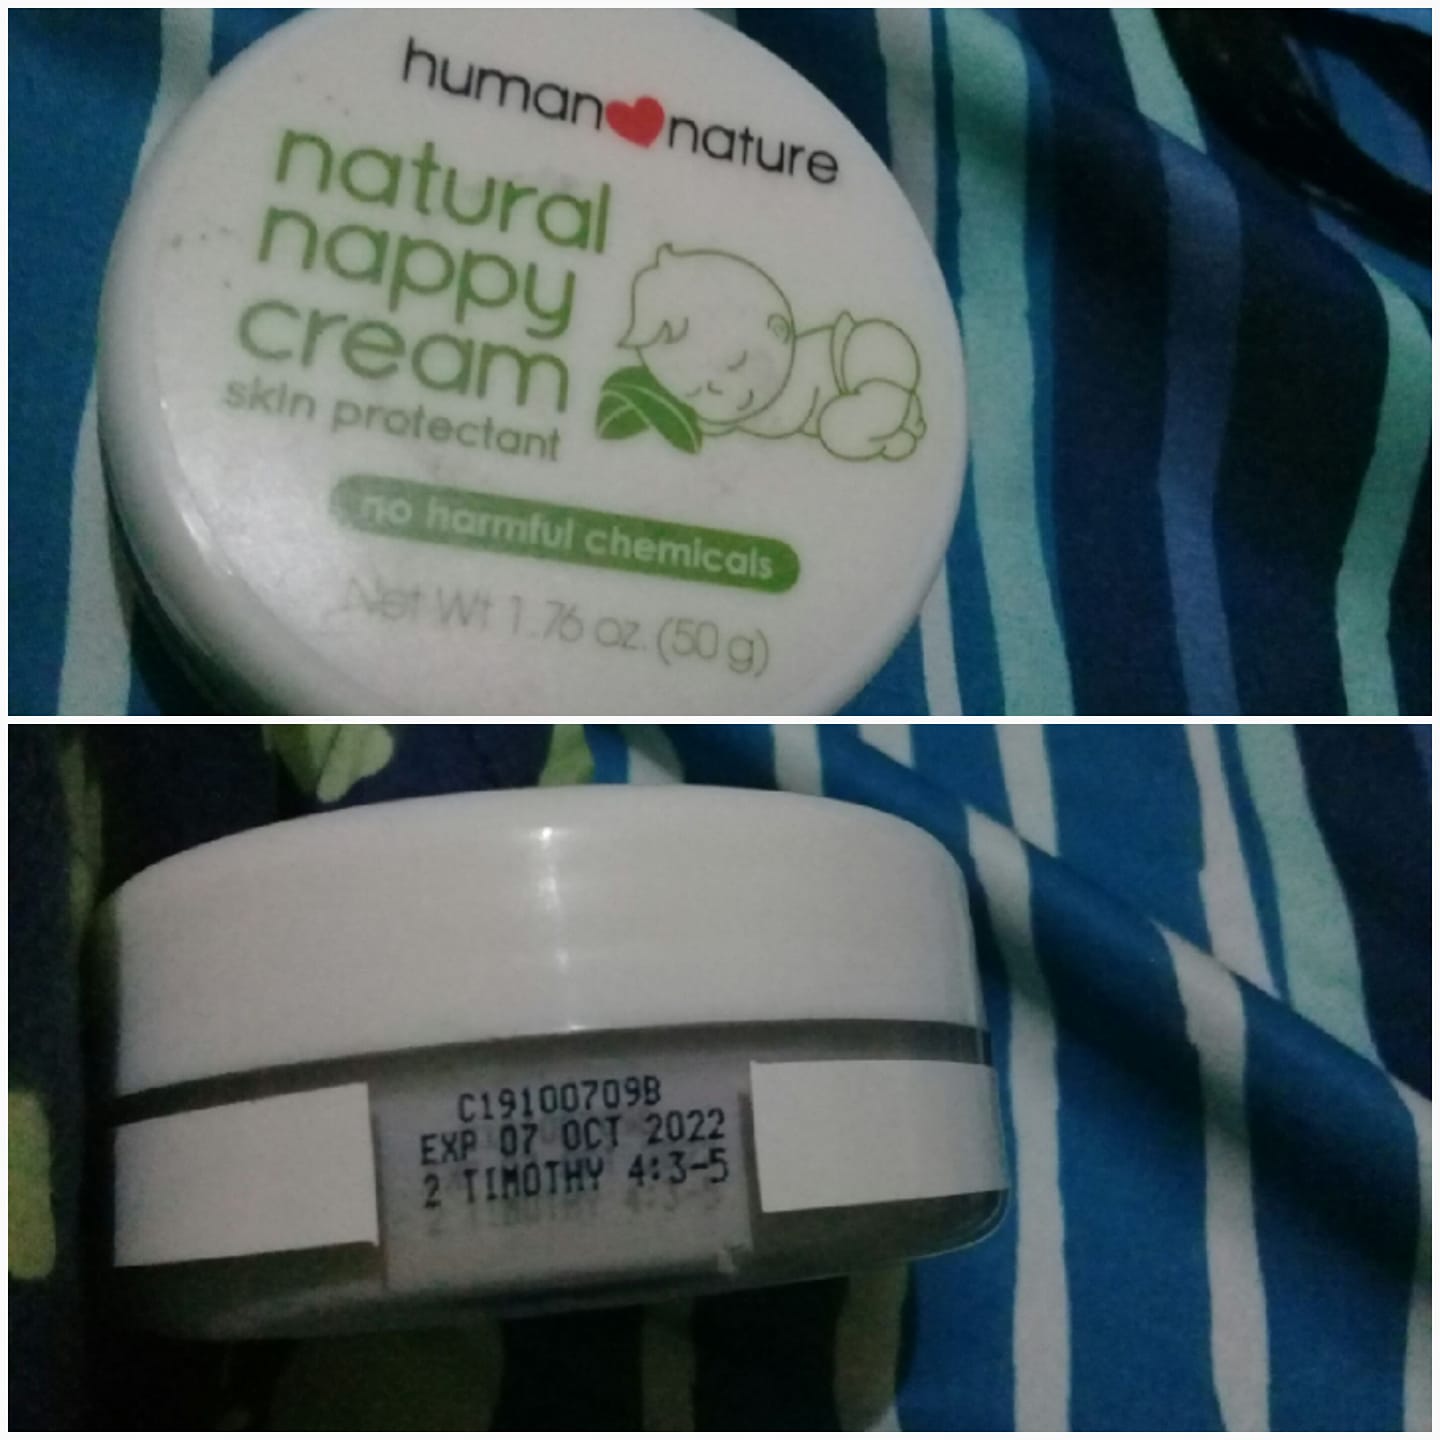 human nature
natural
nappy
cream
skin protectant
no harmful chemicals
Net Wt 1.76 oz. (50 g)
C19100709B
EXP 07 OCT 2022
2 TIMOTHY 4:3-5